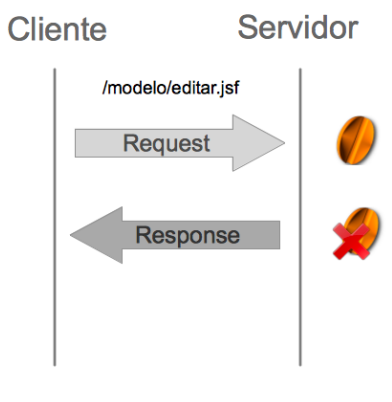 Cliente
Servidor
/modelo/editar.jsf
Request
Response